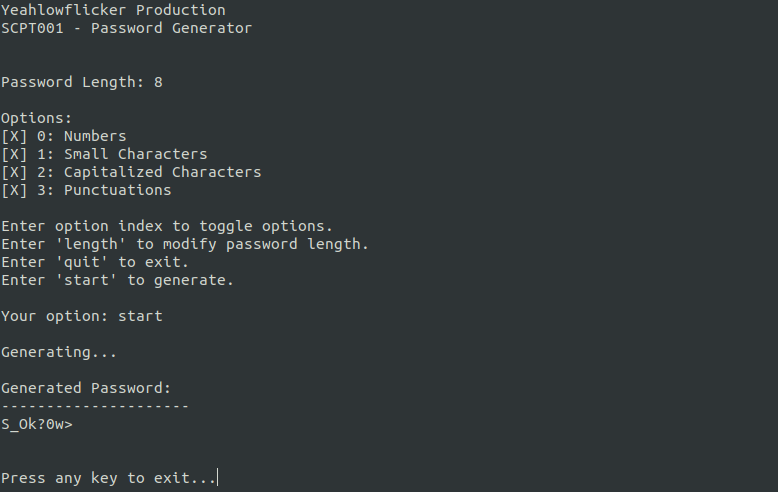 Yeahlowflicker Production
SCPT001 - Password Generator
Password Length: 8
Options:
[X] 0: Numbers
[X] 1: Small Characters
[X] 2: Capitalized Characters
[X] 3: Punctuations
Enter option index to toggle options.
Enter 'length' to modify password length.
Enter 'quit' to exit.
Enter 'start' to generate.
Your option: start
Generating...
Generated Password:
---------------------
S_Ok?0w>
Press any key to exit...